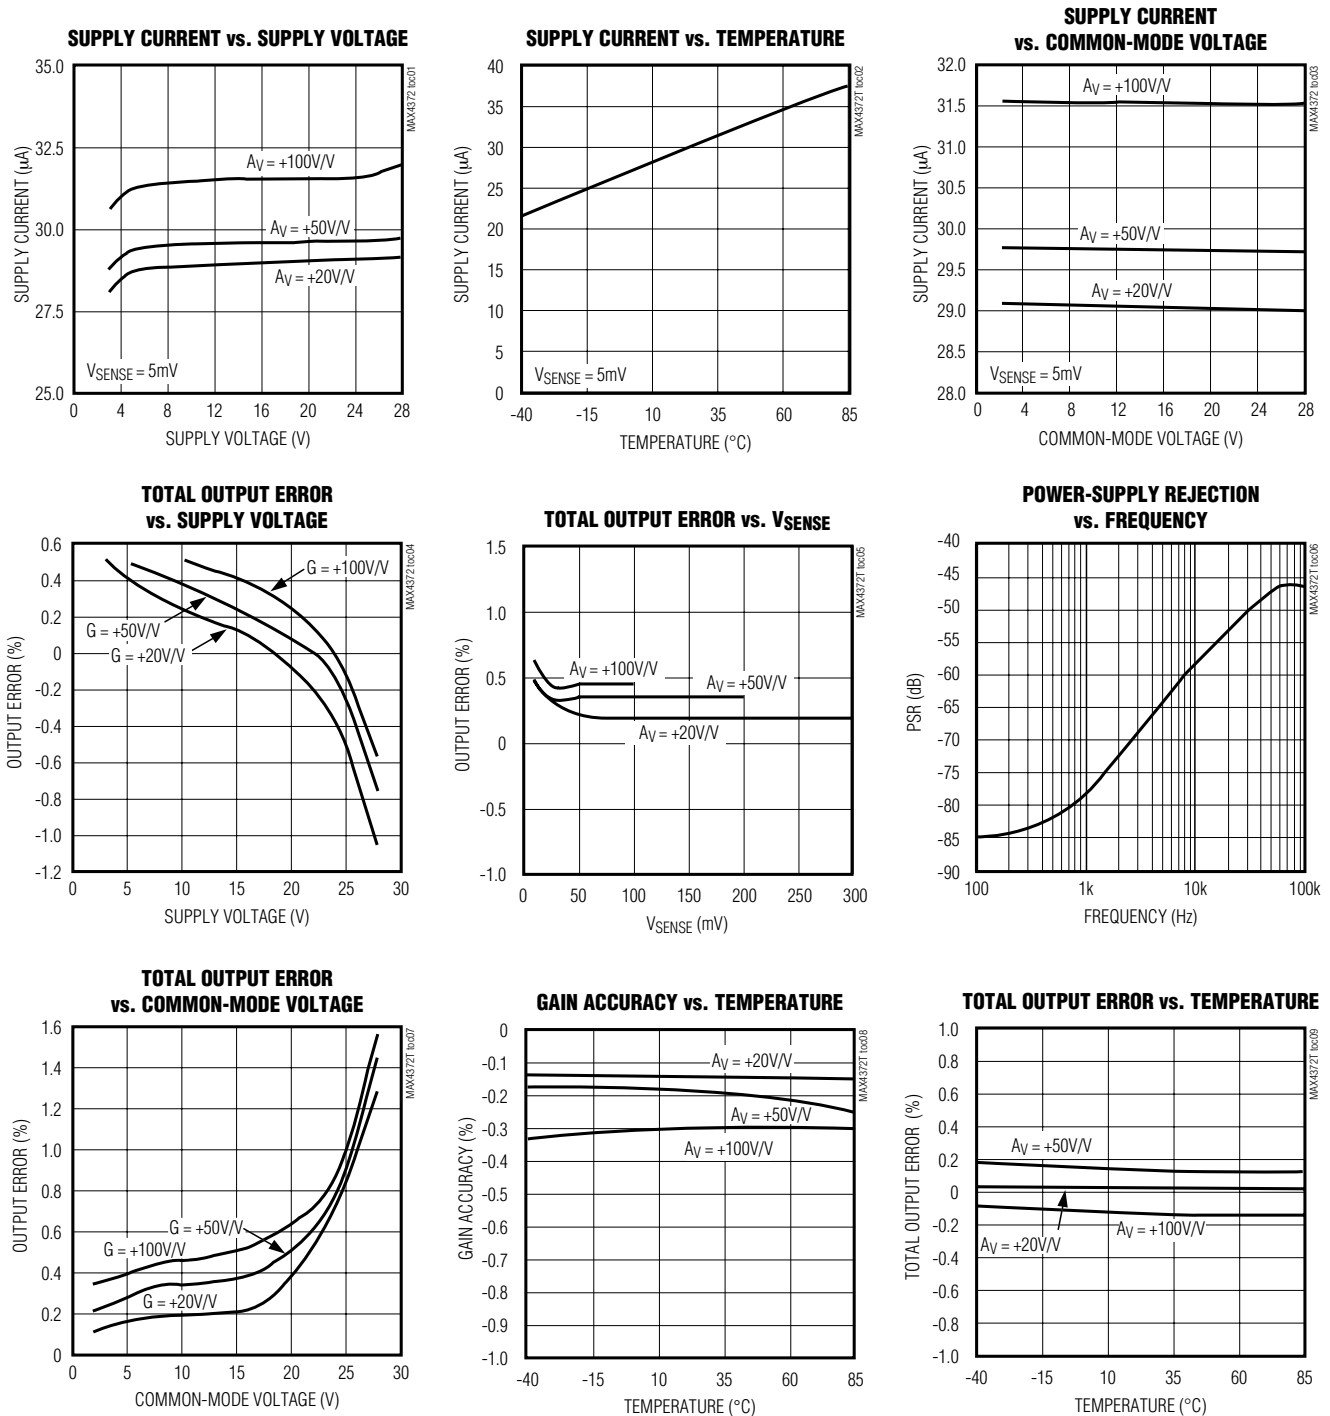 SUPPLY CURRENT vs. SUPPLY VOLTAGE
MAX4372 toc01
SUPPLY CURRENT (μA)
35.0
32.5
30.0
27.5
25.0
AV = +100V/V
AV = +50V/V
AV = +20V/V
VSENSE = 5mV
0 4 8 12 16 20 24 28
SUPPLY VOLTAGE (V)
SUPPLY CURRENT vs. TEMPERATURE
MAX4372T toc02
SUPPLY CURRENT (μA)
40
35
30
25
20
15
10
5
0
VSENSE = 5mV
-40 -15 10 35 60 85
TEMPERATURE (°C)
SUPPLY CURRENT
vs. COMMON-MODE VOLTAGE
MAX4372 toc03
SUPPLY CURRENT (μA)
32.0
31.5
31.0
30.5
30.0
29.5
29.0
28.5
28.0
AV = +100V/V
AV = +50V/V
AV = +20V/V
VSENSE = 5mV
0 4 8 12 16 20 24 28
COMMON-MODE VOLTAGE (V)
TOTAL OUTPUT ERROR
vs. SUPPLY VOLTAGE
MAX4372 toc04
OUTPUT ERROR (%)
0.6
0.4
0.2
0
-0.2
-0.4
-0.6
-0.8
-1.0
-1.2
G = +100V/V
G = +50V/V
G = +20V/V
0 5 10 15 20 25 30
SUPPLY VOLTAGE (V)
TOTAL OUTPUT ERROR vs. VSENSE
MAX4372T toc05
OUTPUT ERROR (%)
1.5
1.0
0.5
0
-0.5
-1.0
AV = +100V/V
AV = +50V/V
AV = +20V/V
0 50 100 150 200 250 300
VSENSE (mV)
POWER-SUPPLY REJECTION
vs. FREQUENCY
MAX4372T toc06
PSR (dB)
-40
-45
-50
-55
-60
-65
-70
-75
-80
-85
-90
100 1k 10k 100k
FREQUENCY (Hz)
TOTAL OUTPUT ERROR
vs. COMMON-MODE VOLTAGE
MAX4372T toc07
OUTPUT ERROR (%)
1.6
1.4
1.2
1.0
0.8
0.6
0.4
0.2
0
G = +50V/V
G = +100V/V
G = +20V/V
0 5 10 15 20 25 30
COMMON-MODE VOLTAGE (V)
GAIN ACCURACY vs. TEMPERATURE
MAX4372T toc08
GAIN ACCURACY (%)
0
-0.1
-0.2
-0.3
-0.4
-0.5
-0.6
-0.7
-0.8
-0.9
-1.0
AV = +20V/V
AV = +50V/V
AV = +100V/V
-40 -15 10 35 60 85
TEMPERATURE (°C)
TOTAL OUTPUT ERROR vs. TEMPERATURE
MAX4372T toc09
TOTAL OUTPUT ERROR (%)
1.0
0.8
0.6
0.4
0.2
0
-0.2
-0.4
-0.6
-0.8
-1.0
AV = +50V/V
AV = +100V/V
AV = +20V/V
-40 -15 10 35 60 85
TEMPERATURE (°C)